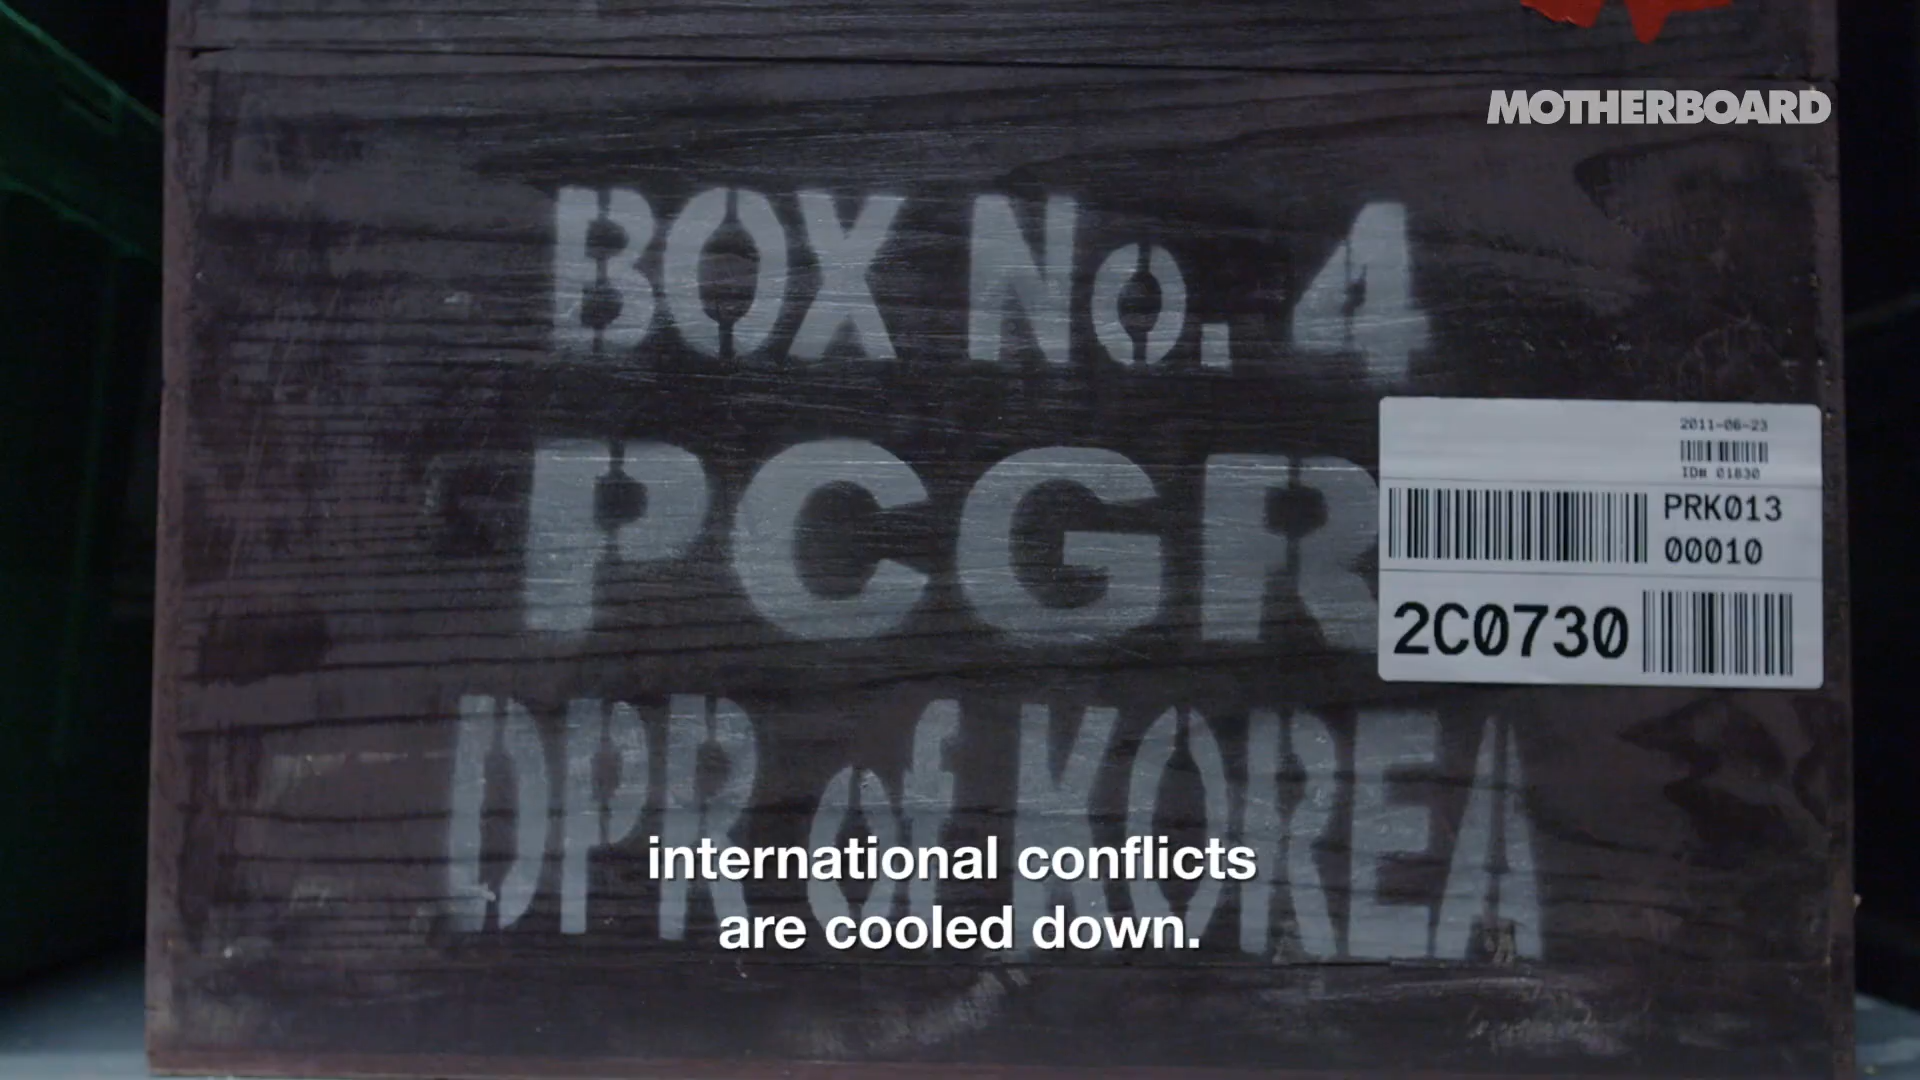 MOTHERBOARD
BOX No. 4
PCGR
2011-06-23
ID# 01830
PRK013
00010
2C0730
DPR of KOREA
international conflicts
are cooled down.